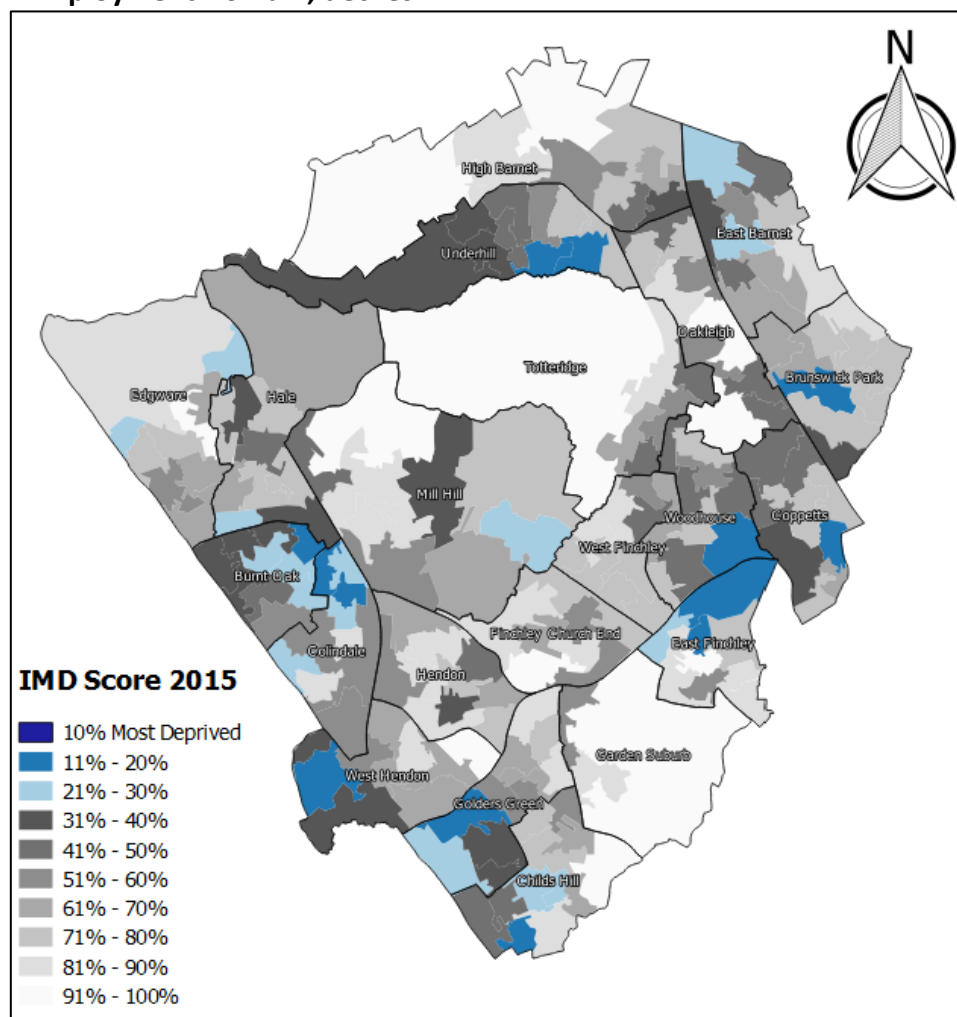 N
High Barnet
East Barnet
Underhill
Oakleigh
Totteridge
Brunswick Park
Edgware
Hale
Mill Hill
Coppetts
Woodhouse
West Finchley
Burnt Oak
Finchley Church End
East Finchley
Colindale
Hendon
IMD Score 2015
10% Most Deprived
11% - 20%
21% - 30%
31% - 40%
41% - 50%
51% - 60%
61% - 70%
71% - 80%
81% - 90%
91% - 100%
Garden Suburb
West Hendon
Golders Green
Childs Hill